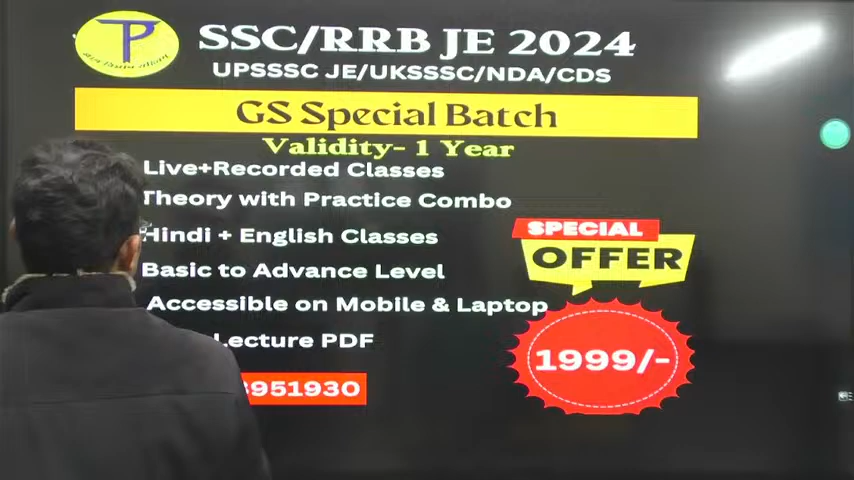 TP
SSC/RRB JE 2024
UPSSSC JE/UKSSSC/NDA/CDS
GS Special Batch
Validity- 1 Year
Live+Recorded Classes
Theory with Practice Combo
Hindi + English Classes
Basic to Advance Level
Accessible on Mobile & Laptop
Lecture PDF
951930
SPECIAL
OFFER
1999/-